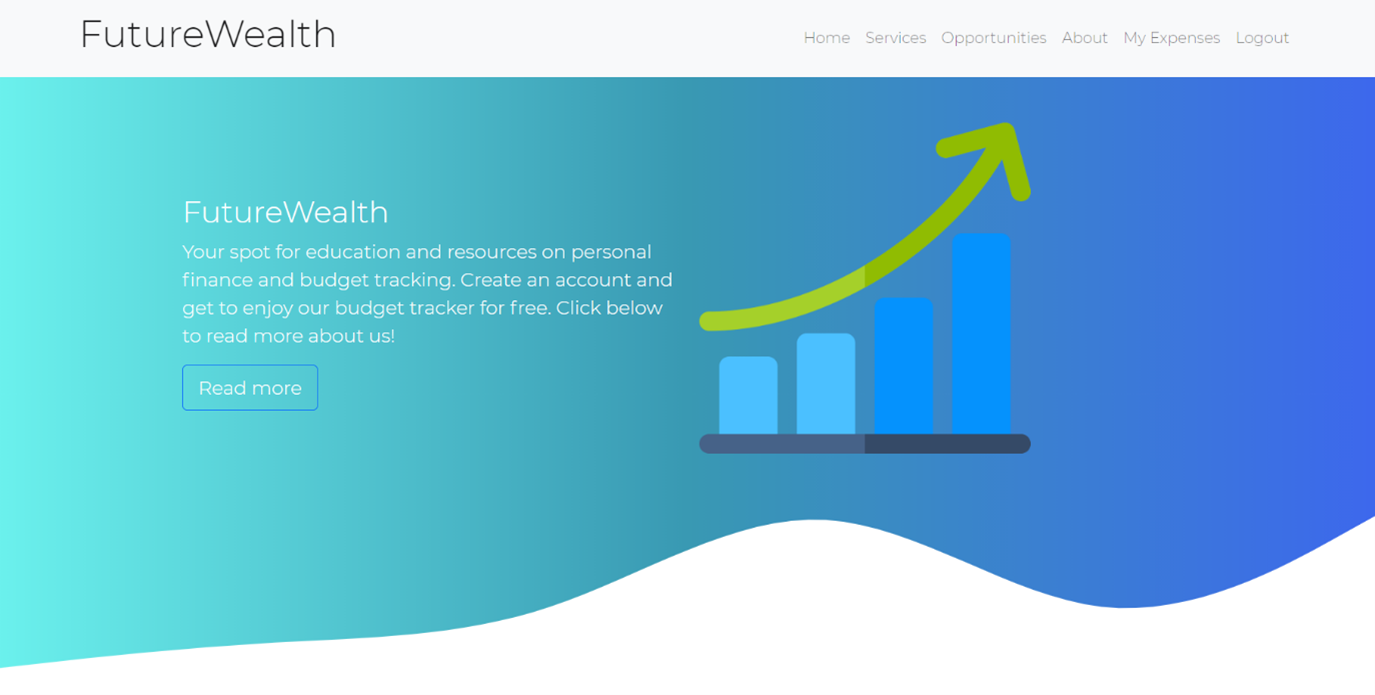 FutureWealth
Home Services Opportunities About My Expenses Logout
FutureWealth
Your spot for education and resources on personal
finance and budget tracking. Create an account and
get to enjoy our budget tracker for free. Click below
to read more about us!
Read more